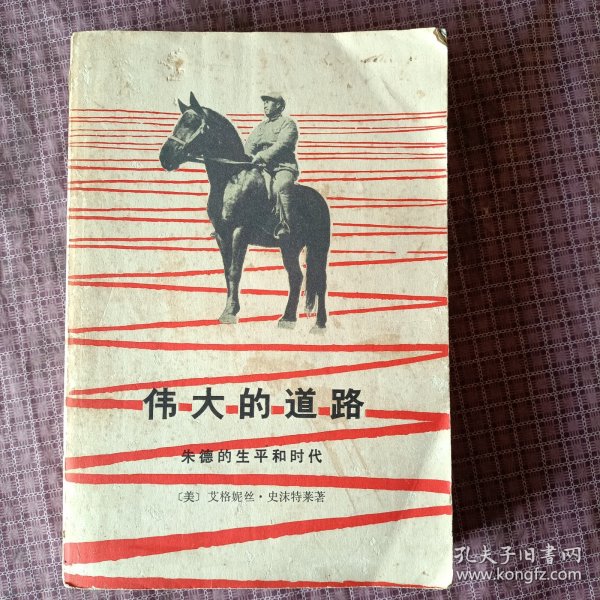 伟大的道路
朱德的生平和时代
〔美〕艾格妮丝·史沫特莱著
孔夫子旧书网
www.kongfz.com